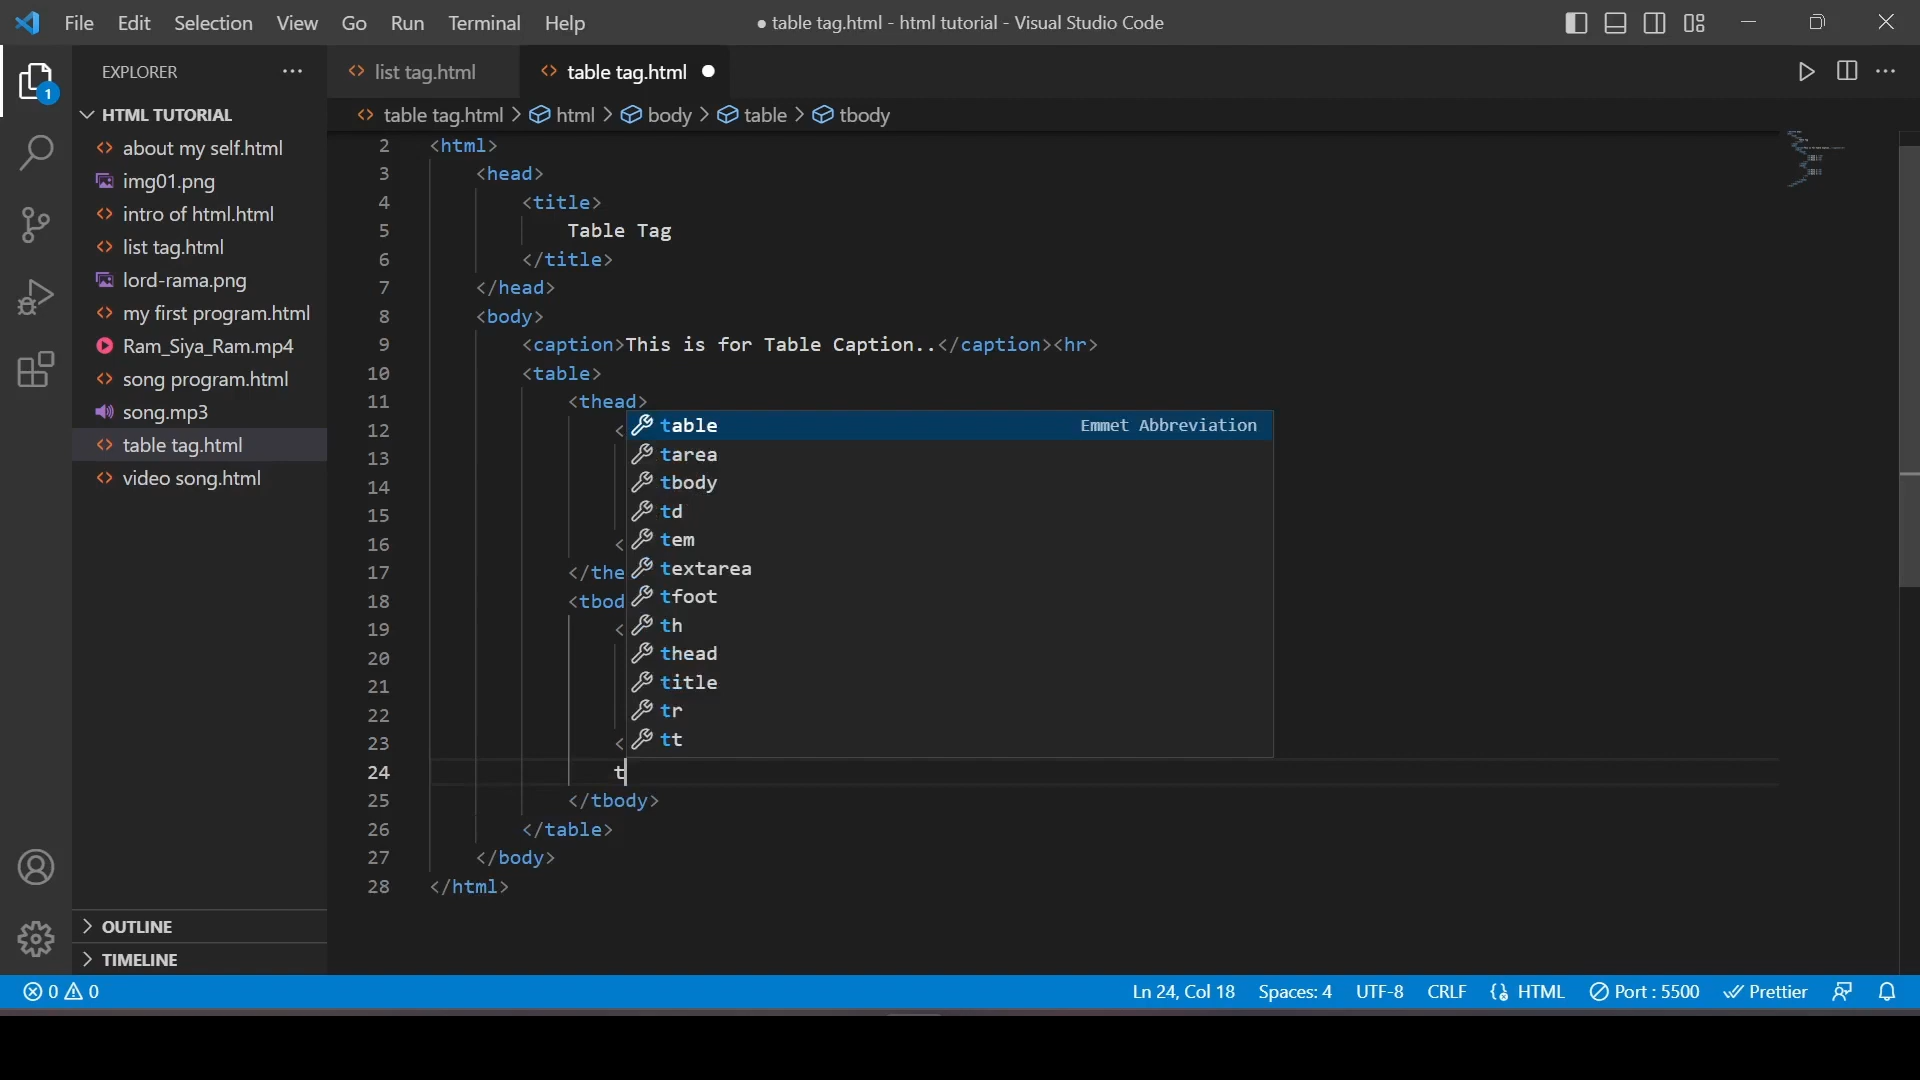 File Edit Selection View Go Run Terminal Help
● table tag.html - html tutorial - Visual Studio Code
EXPLORER
1
HTML TUTORIAL
about my self.html
img01.png
intro of html.html
list tag.html
lord-rama.png
my first program.html
Ram_Siya_Ram.mp4
song program.html
song.mp3
table tag.html
video song.html
OUTLINE
TIMELINE
list tag.html
table tag.html
table tag.html > html > body > table > tbody
2 <html>
3 <head>
4 <title>
5 Table Tag
6 </title>
7 </head>
8 <body>
9 <caption>This is for Table Caption..</caption><hr>
10 <table>
11 <thead>
12 <
13
14
15
16 <
17 </the
18 <tbod
19 <
20
21
22
23 <
24 t
25 </tbody>
26 </table>
27 </body>
28 </html>
table Emmet Abbreviation
tarea
tbody
td
tem
textarea
tfoot
th
thead
title
tr
tt
0 0
Ln 24, Col 18 Spaces: 4 UTF-8 CRLF HTML Port : 5500 Prettier